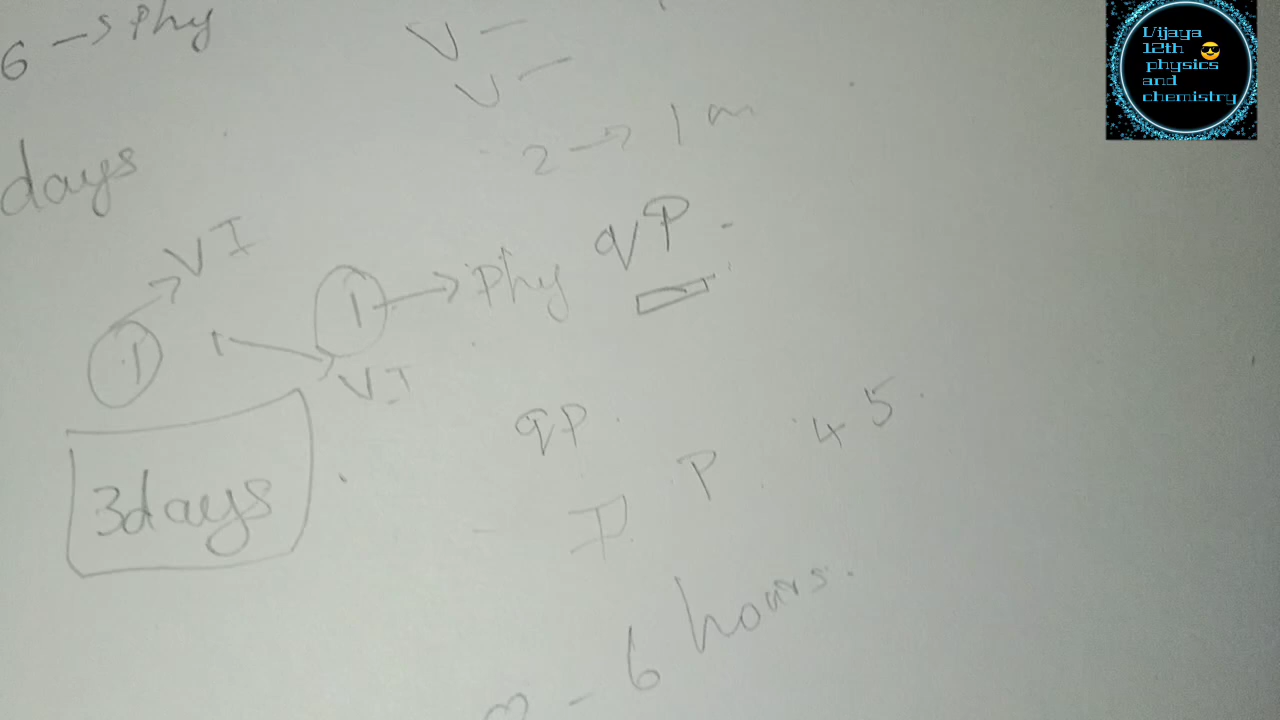 6 → Phy
V -
V -
2 → 1 m
days
VI
1
1 → Phy qP.
VI
3days
qP.
P
P. 45.
- 6 hours.
Vijaya
12th 😎
physics
and
chemistry